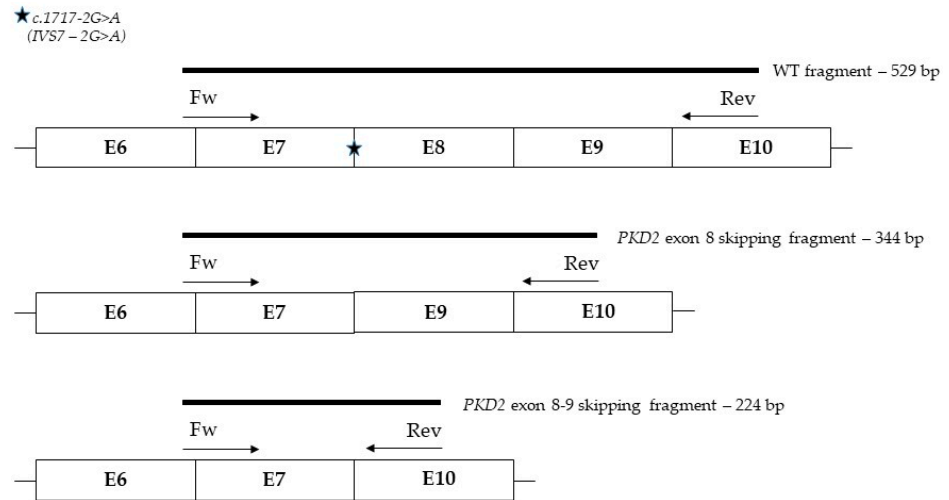 ★ c.1717-2G>A
(IVS7 – 2G>A)
WT fragment – 529 bp
Fw Rev
E6 E7 ★ E8 E9 E10
PKD2 exon 8 skipping fragment – 344 bp
Fw Rev
E6 E7 E9 E10
PKD2 exon 8-9 skipping fragment – 224 bp
Fw Rev
E6 E7 E10